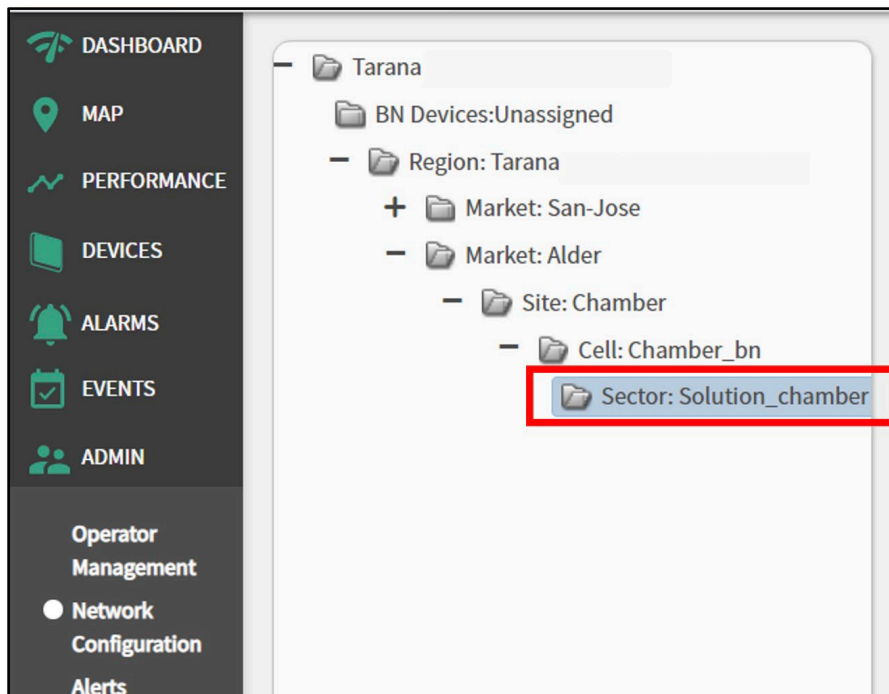 DASHBOARD
MAP
PERFORMANCE
DEVICES
ALARMS
EVENTS
ADMIN
Operator
Management
Network
Configuration
Alerts
Tarana
BN Devices:Unassigned
Region: Tarana
Market: San-Jose
Market: Alder
Site: Chamber
Cell: Chamber_bn
Sector: Solution_chamber